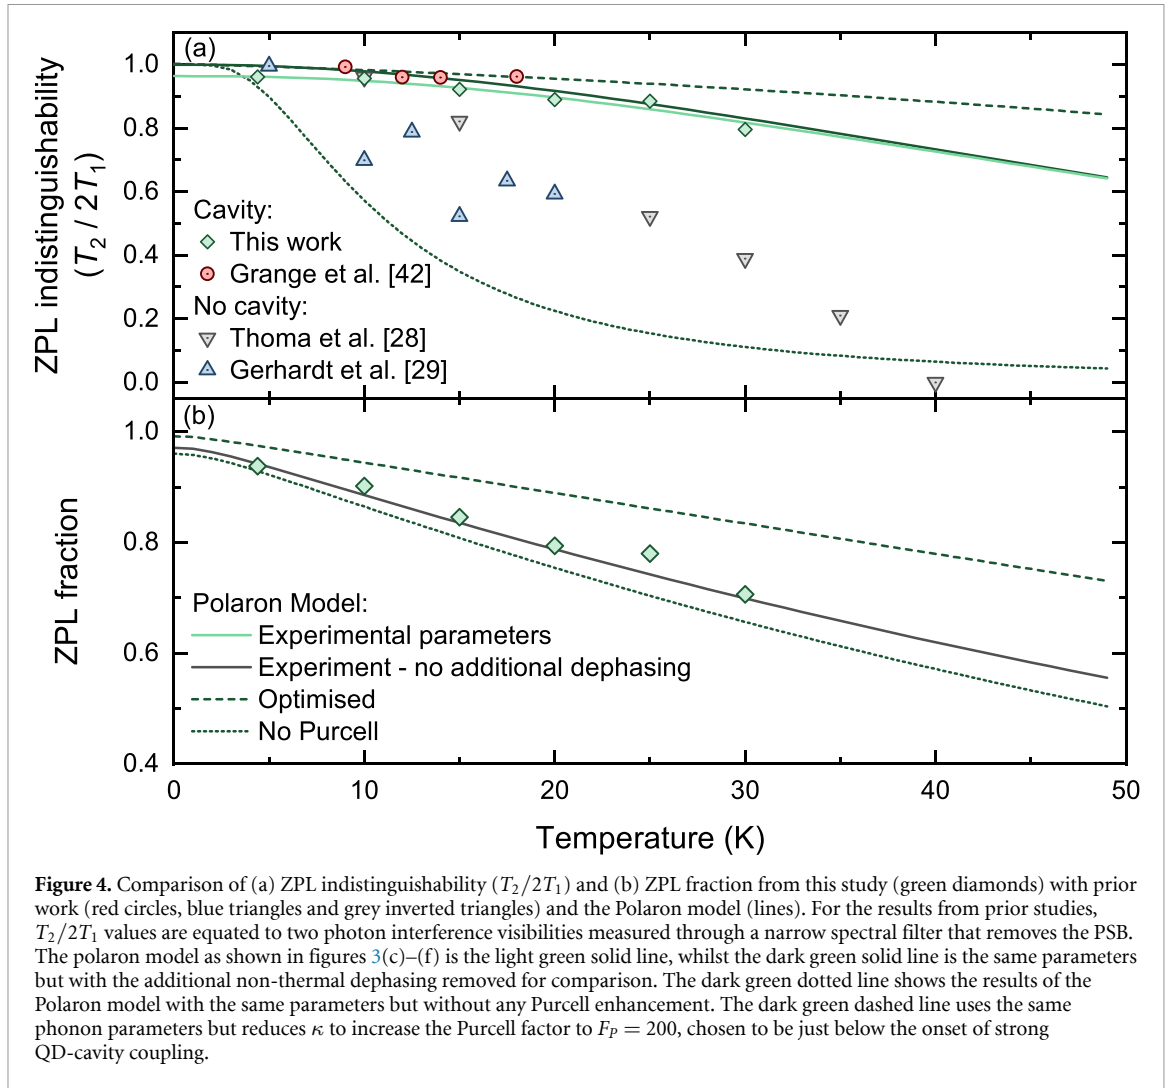 (a)
1.0
0.8
0.6
0.4
0.2
0.0
ZPL indistinguishability
(T₂ / 2T₁)
Cavity:
This work
Grange et al. [42]
No cavity:
Thoma et al. [28]
Gerhardt et al. [29]
(b)
1.0
0.8
0.6
0.4
ZPL fraction
Polaron Model:
Experimental parameters
Experiment - no additional dephasing
Optimised
No Purcell
0 10 20 30 40 50
Temperature (K)
Figure 4. Comparison of (a) ZPL indistinguishability (T₂/2T₁) and (b) ZPL fraction from this study (green diamonds) with prior
work (red circles, blue triangles and grey inverted triangles) and the Polaron model (lines). For the results from prior studies,
T₂/2T₁ values are equated to two photon interference visibilities measured through a narrow spectral filter that removes the PSB.
The polaron model as shown in figures 3(c)–(f) is the light green solid line, whilst the dark green solid line is the same parameters
but with the additional non-thermal dephasing removed for comparison. The dark green dotted line shows the results of the
Polaron model with the same parameters but without any Purcell enhancement. The dark green dashed line uses the same
phonon parameters but reduces κ to increase the Purcell factor to F_P = 200, chosen to be just below the onset of strong
QD-cavity coupling.